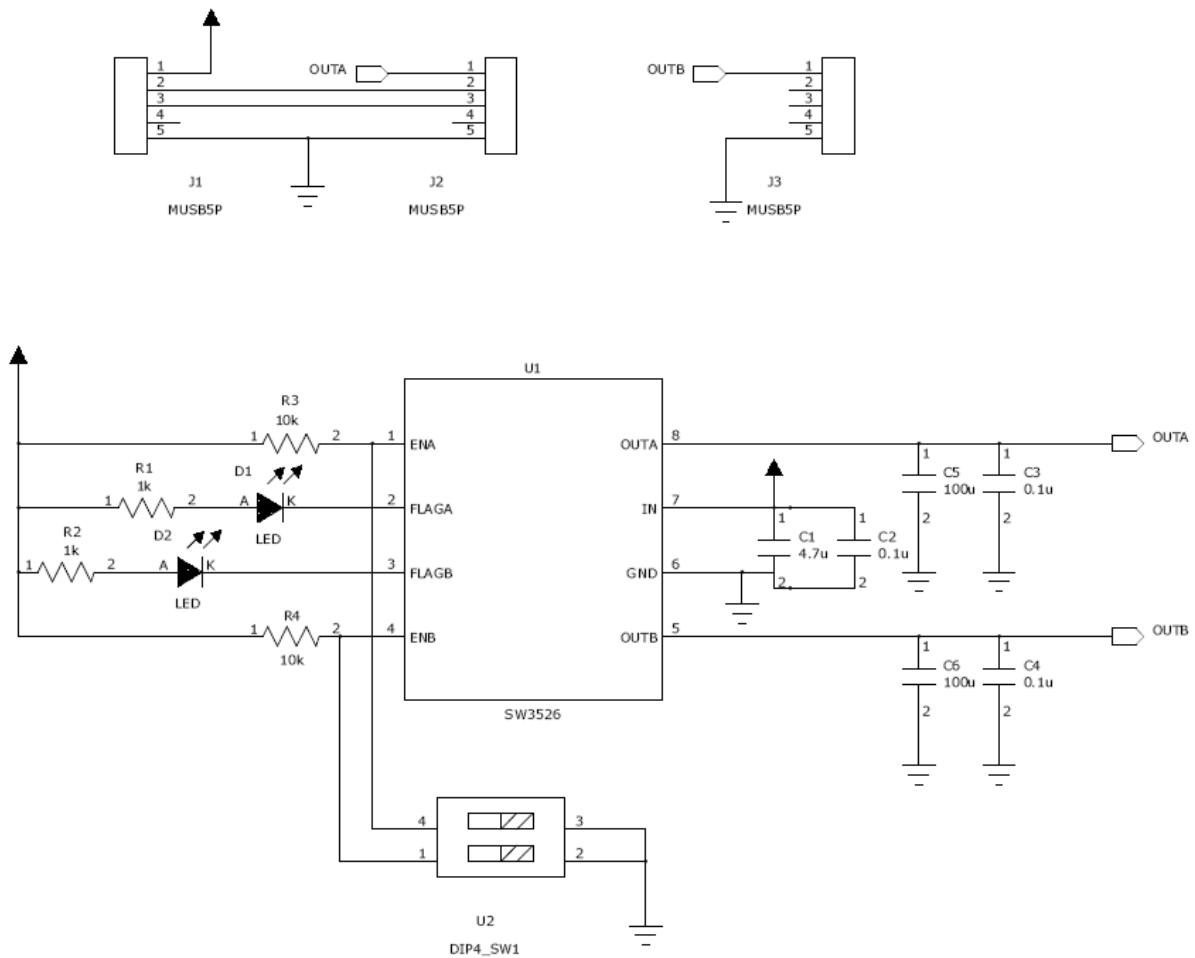 1 OUTA 1 OUTB 1
2 2 2
3 3 3
4 4 4
5 5 5
J1 J2 J3
MUSB5P MUSB5P MUSB5P
U1
R3
10k
1 2 1 ENA OUTA 8 OUTA
R1 D1 1 1
1k C5 C3
100u 0.1u
1 2 A K 2 FLAGA IN 7
R2 D2 LED 1 1 2 2
1k C1 C2
4.7u 0.1u
1 2 A K 3 FLAGB GND 6
LED 2 2
R4
1 2 4 ENB OUTB 5 OUTB
10k 1 1
C6 C4
100u 0.1u
SW3526 2 2
4 3
1 2
U2
DIP4_SW1